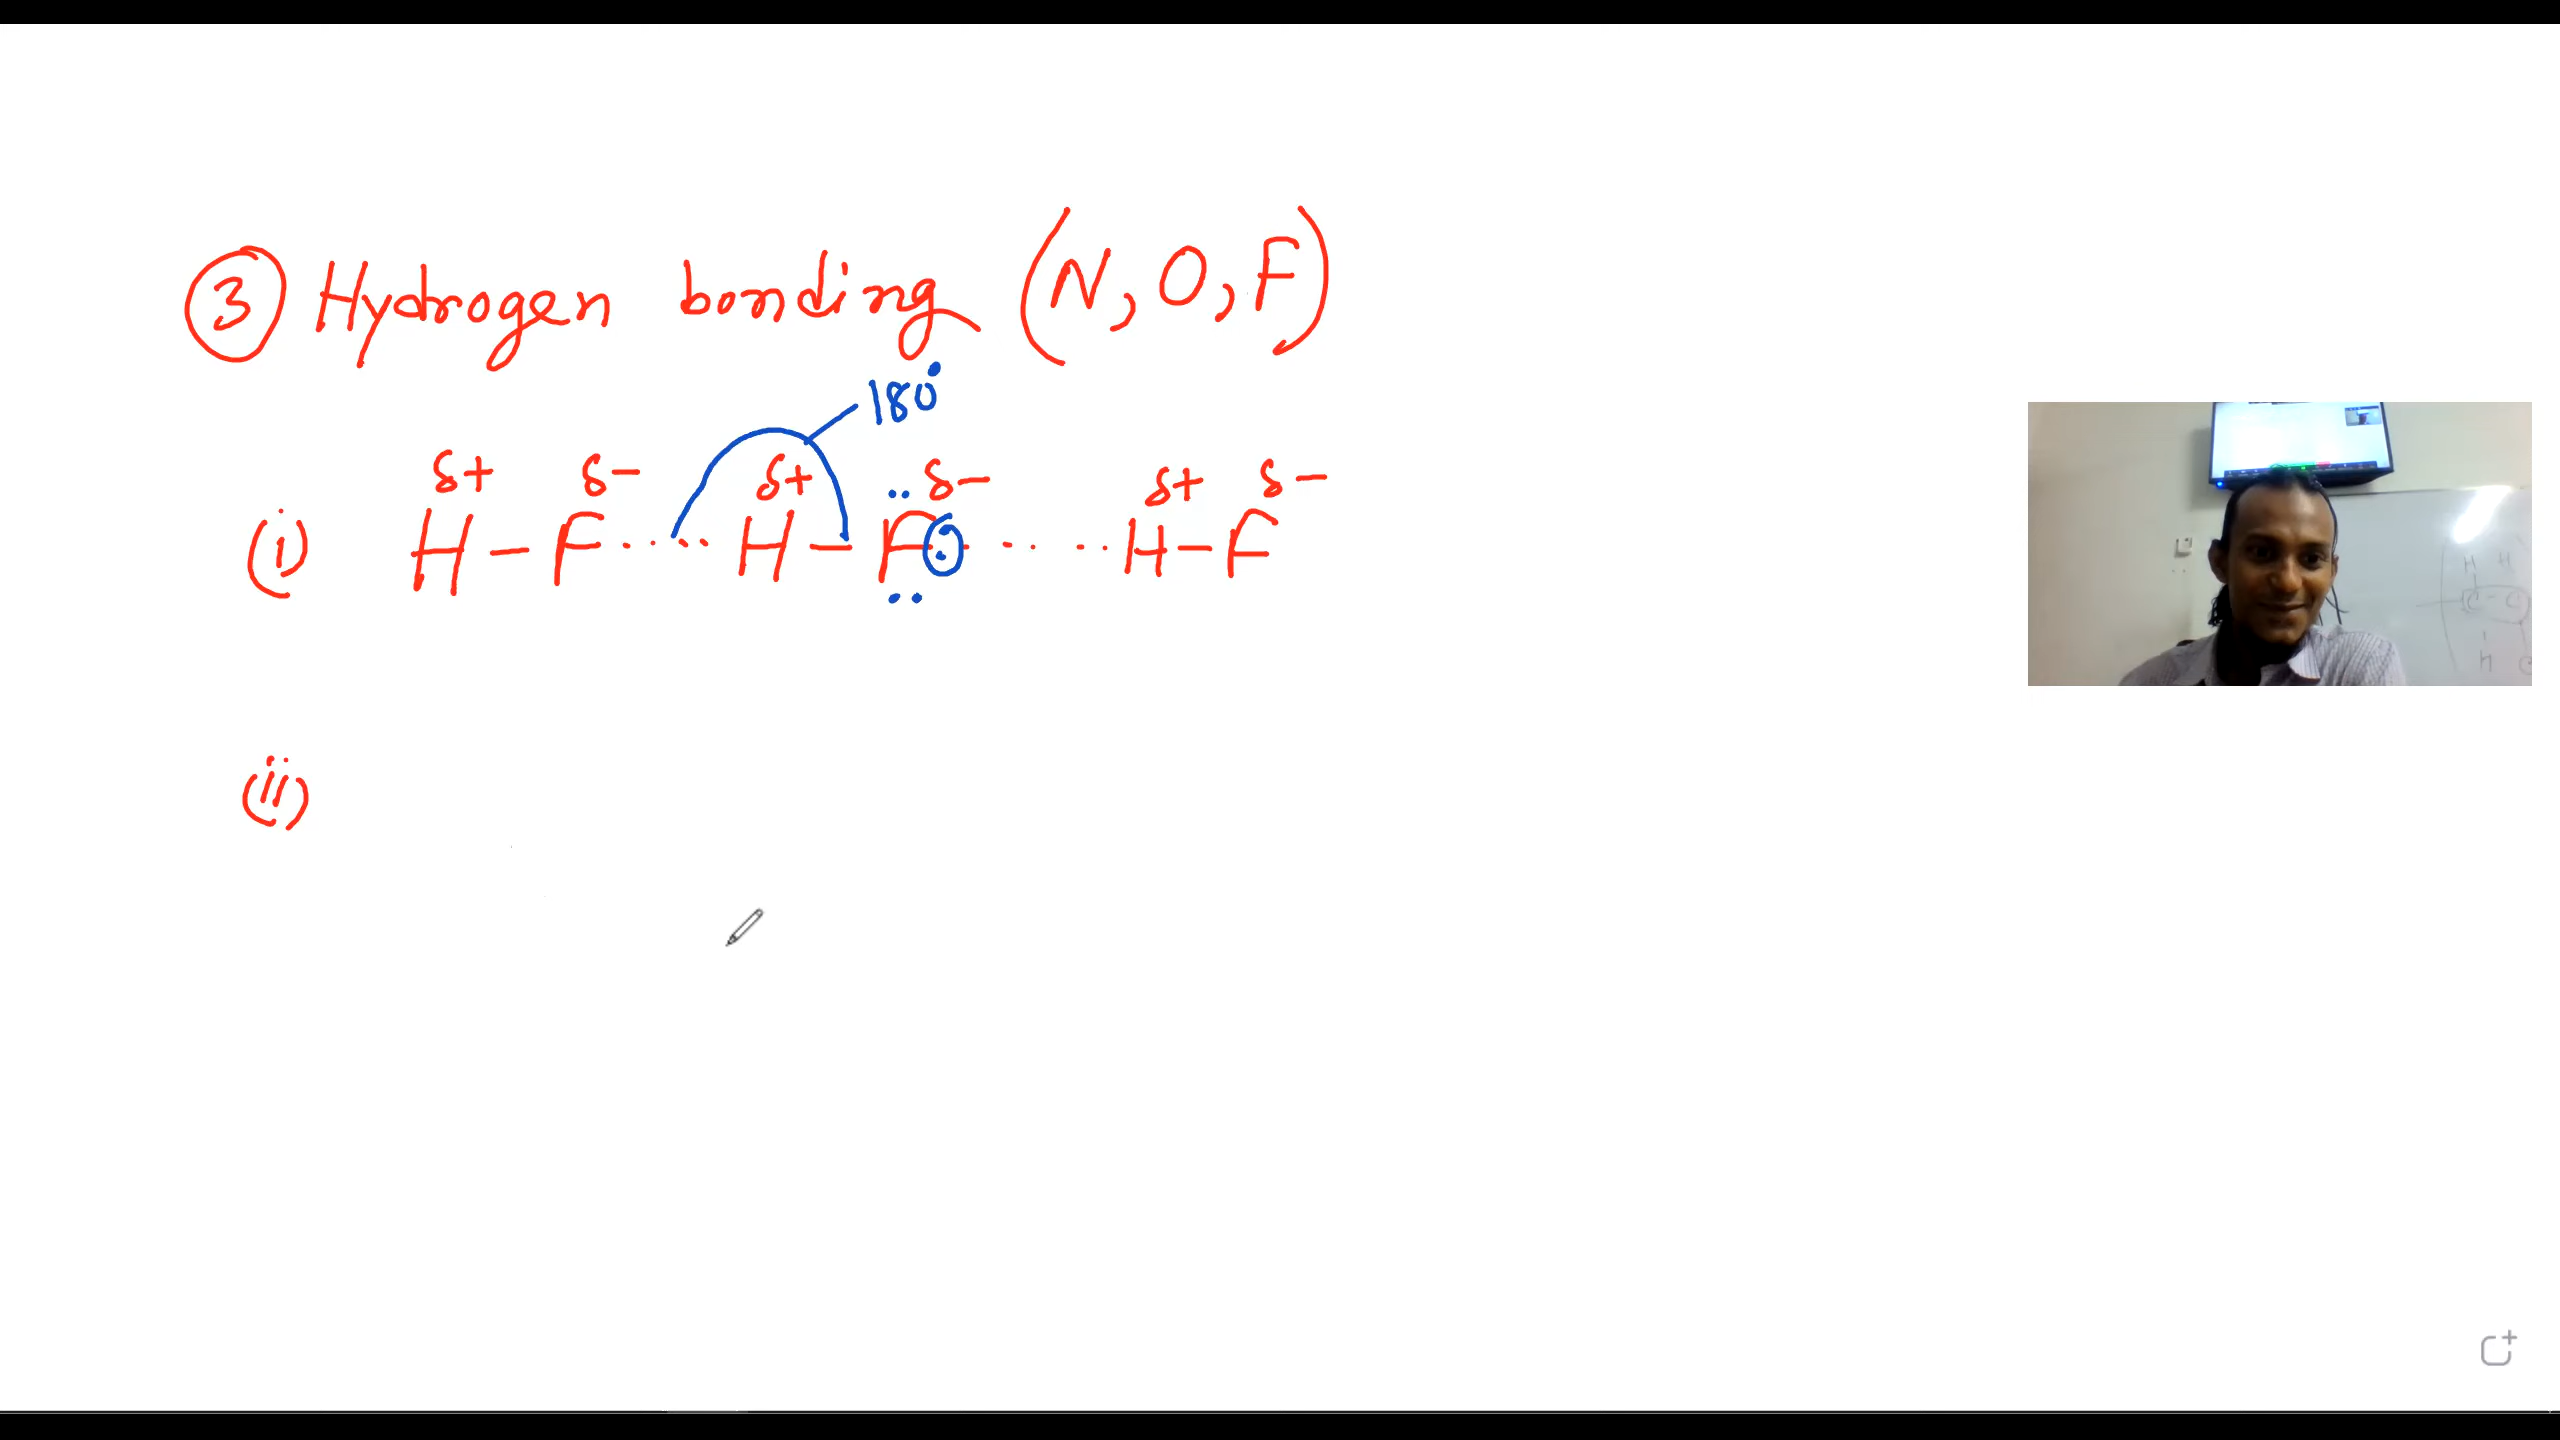 ③ Hydrogen bonding (N, O, F)
180°
δ+ δ- δ+ δ- δ+ δ-
(i) H - F ..... H - F ..... H - F
(ii)
H H
C - C
H